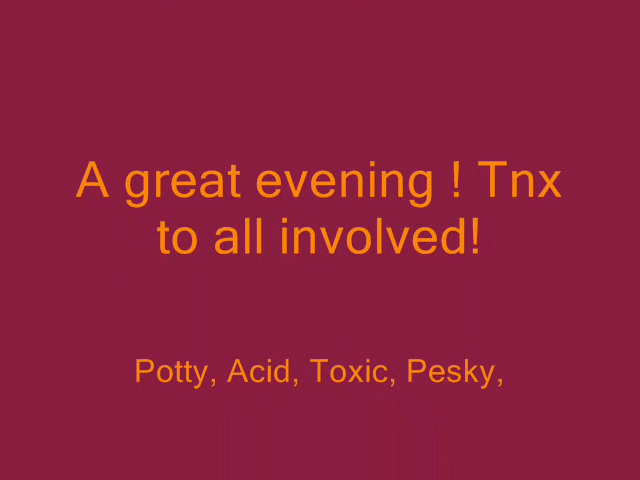 A great evening ! Tnx
to all involved!
Potty, Acid, Toxic, Pesky,